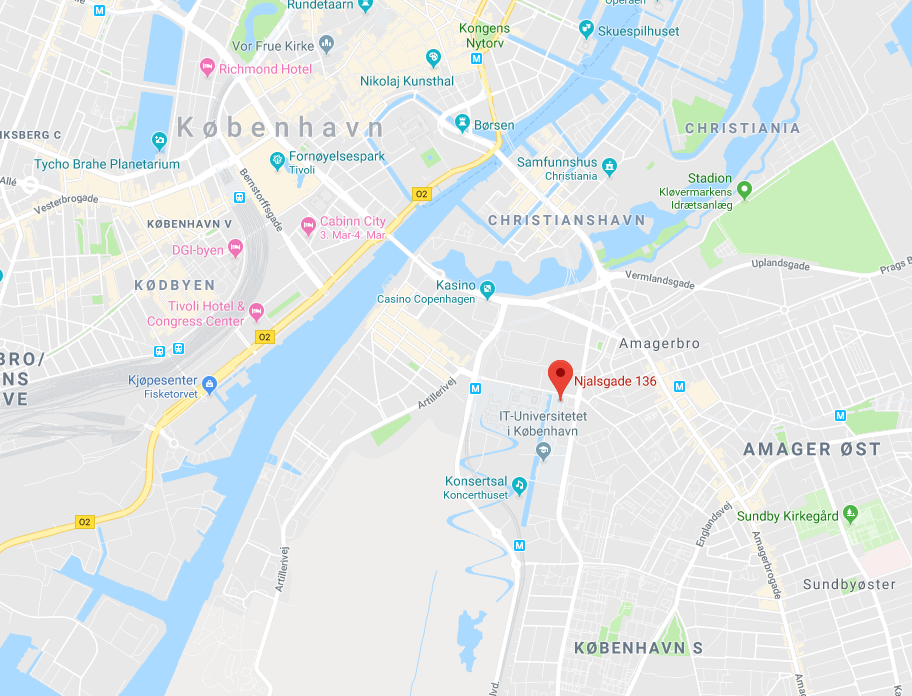 Operaen
Rundetaarn
M
Kongens
Nytorv
Skuespilhuset
Vor Frue Kirke
M
Richmond Hotel
Nikolaj Kunsthal
København
Børsen
CHRISTIANIA
KSBERG C
Tycho Brahe Planetarium
Fornøyelsespark
Tivoli
Samfunnshus
Christiania
Allé
Vesterbrogade
Bernstorffsgade
O2
Stadion
Kløvermarkens
Idrætsanlæg
KØBENHAVN V
Cabinn City
3. Mar-4. Mar.
CHRISTIANSHAVN
DGI-byen
KØDBYEN
Kasino
Casino Copenhagen
Vermlandsgade
Uplandsgade
Prags B
Tivoli Hotel &
Congress Center
O2
Amagerbro
BRO/
NS
VE
Kjøpesenter
Fisketorvet
Artillerivej
M
Njalsgade 136
M
IT-Universitetet
i København
M
AMAGER ØST
Konsertsal
Koncerthuset
O2
Englandsvej
Sundby Kirkegård
M
Amagerbrogade
Artillerivej
Sundbyøster
KØBENHAVN S
lvd.